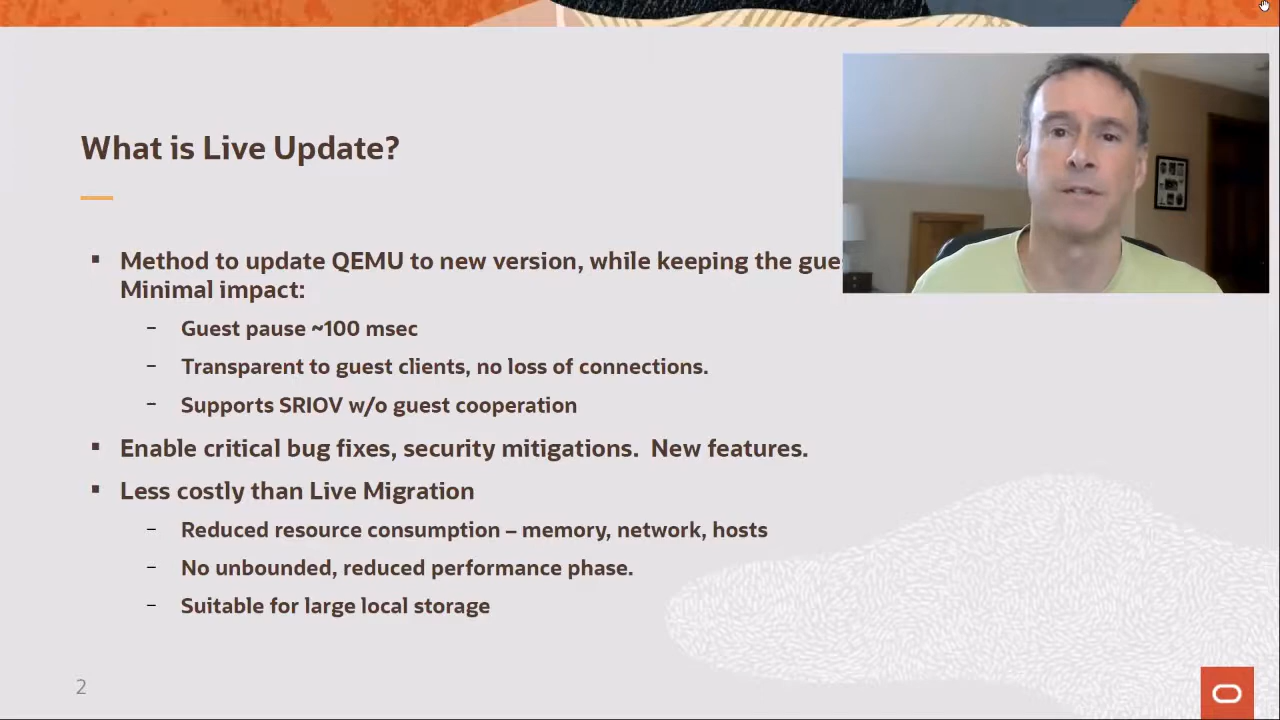 What is Live Update?
▪ Method to update QEMU to new version, while keeping the
Minimal impact:
– Guest pause ~100 msec
– Transparent to guest clients, no loss of connections.
– Supports SRIOV w/o guest cooperation
▪ Enable critical bug fixes, security mitigations.  New features.
▪ Less costly than Live Migration
– Reduced resource consumption – memory, network, hosts
– No unbounded, reduced performance phase.
– Suitable for large local storage
2